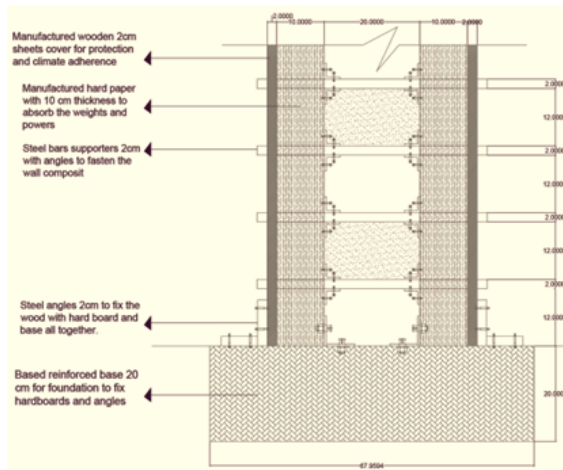 2.0000 10.0000 20.0000 10.0000 2.0000
Manufactured wooden 2cm
sheets cover for protection
and climate adherence
Manufactured hard paper
with 10 cm thickness to
absorb the weights and
powers
Steel bars supporters 2cm
with angles to fasten the
wall composit
Steel angles 2cm to fix the
wood with hard board and
base all together.
Based reinforced base 20
cm for foundation to fix
hardboards and angles
2.0000
12.0000
2.0000
12.0000
2.0000
12.0000
2.0000
12.0000
20.0000
67.9504